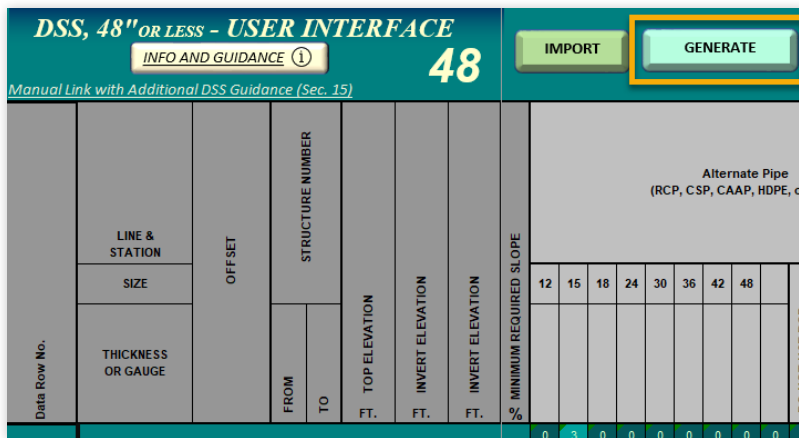 DSS, 48" OR LESS - USER INTERFACE
INFO AND GUIDANCE i
48
IMPORT
GENERATE
Manual Link with Additional DSS Guidance (Sec. 15)
Data Row No.
LINE &
STATION
SIZE
THICKNESS
OR GAUGE
OFFSET
STRUCTURE NUMBER
FROM
TO
TOP ELEVATION
FT.
INVERT ELEVATION
FT.
INVERT ELEVATION
FT.
MINIMUM REQUIRED SLOPE
%
Alternate Pipe
(RCP, CSP, CAAP, HDPE,
12 15 18 24 30 36 42 48
0 3 0 0 0 0 0 0 0